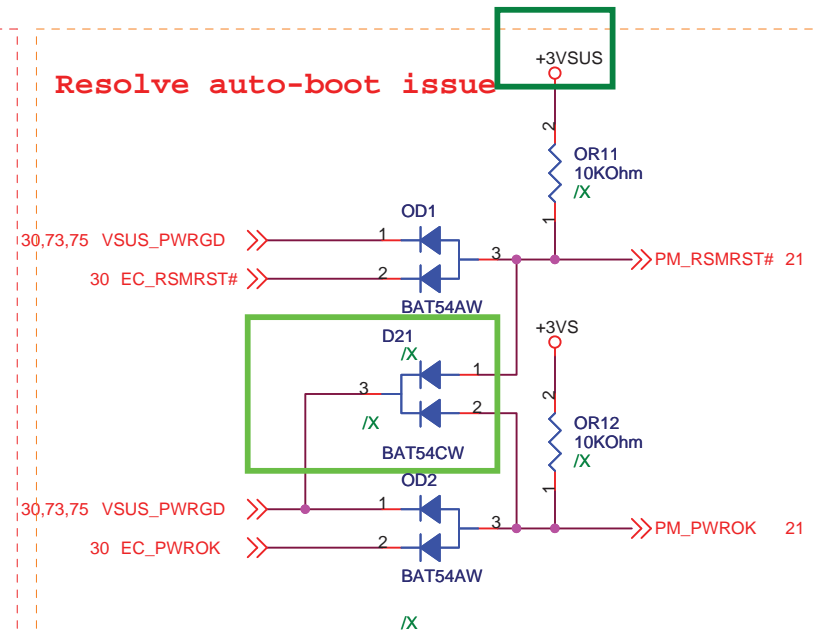 +3VSUS
Resolve auto-boot issue
2
OR11
10KOhm
/X
1
OD1
30,73,75 VSUS_PWRGD
1
3
PM_RSMRST# 21
30 EC_RSMRST#
2
BAT54AW
+3VS
D21
/X
1
3
2
2
/X
OR12
10KOhm
/X
BAT54CW
1
OD2
30,73,75 VSUS_PWRGD
1
3
PM_PWROK 21
30 EC_PWROK
2
BAT54AW
/X